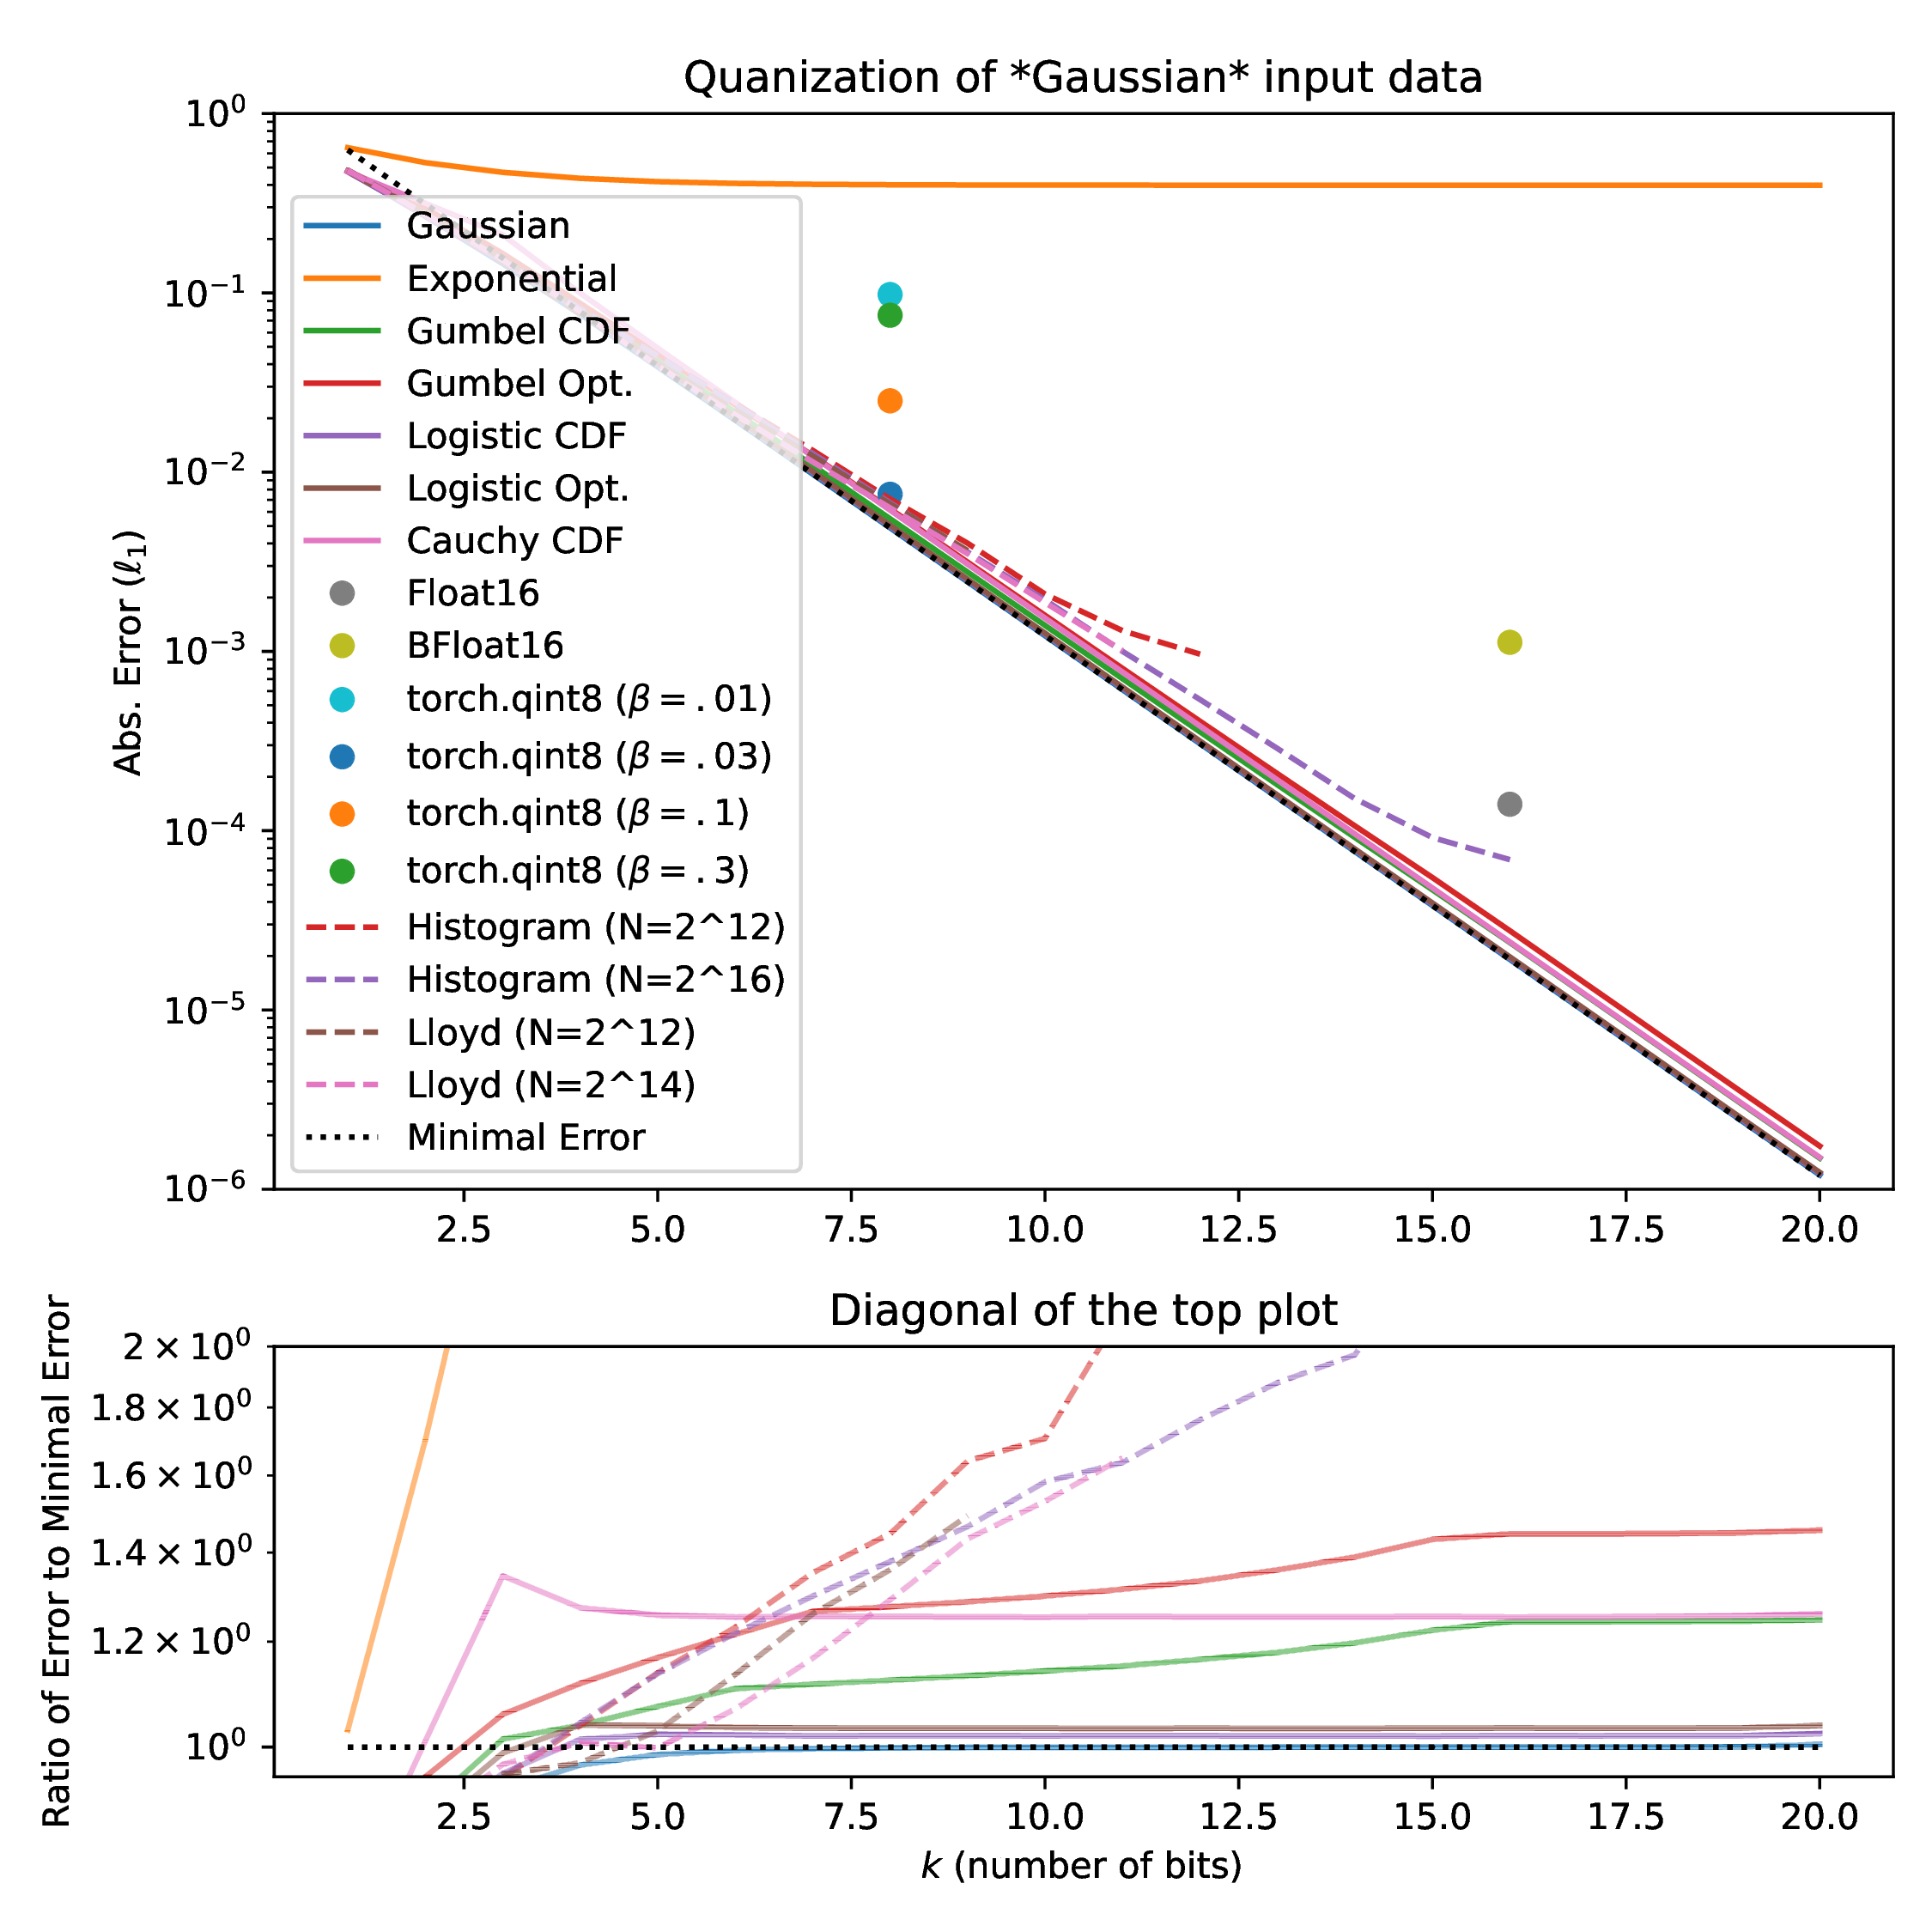 Quanization of *Gaussian* input data
10⁰
10⁻¹
10⁻²
10⁻³
10⁻⁴
10⁻⁵
10⁻⁶
Abs. Error (ℓ₁)
Gaussian
Exponential
Gumbel CDF
Gumbel Opt.
Logistic CDF
Logistic Opt.
Cauchy CDF
Float16
BFloat16
torch.qint8 (β = .01)
torch.qint8 (β = .03)
torch.qint8 (β = .1)
torch.qint8 (β = .3)
Histogram (N=2^12)
Histogram (N=2^16)
Lloyd (N=2^12)
Lloyd (N=2^14)
Minimal Error
2.5 5.0 7.5 10.0 12.5 15.0 17.5 20.0
Diagonal of the top plot
2 × 10⁰
1.8 × 10⁰
1.6 × 10⁰
1.4 × 10⁰
1.2 × 10⁰
10⁰
Ratio of Error to Minimal Error
2.5 5.0 7.5 10.0 12.5 15.0 17.5 20.0
k (number of bits)